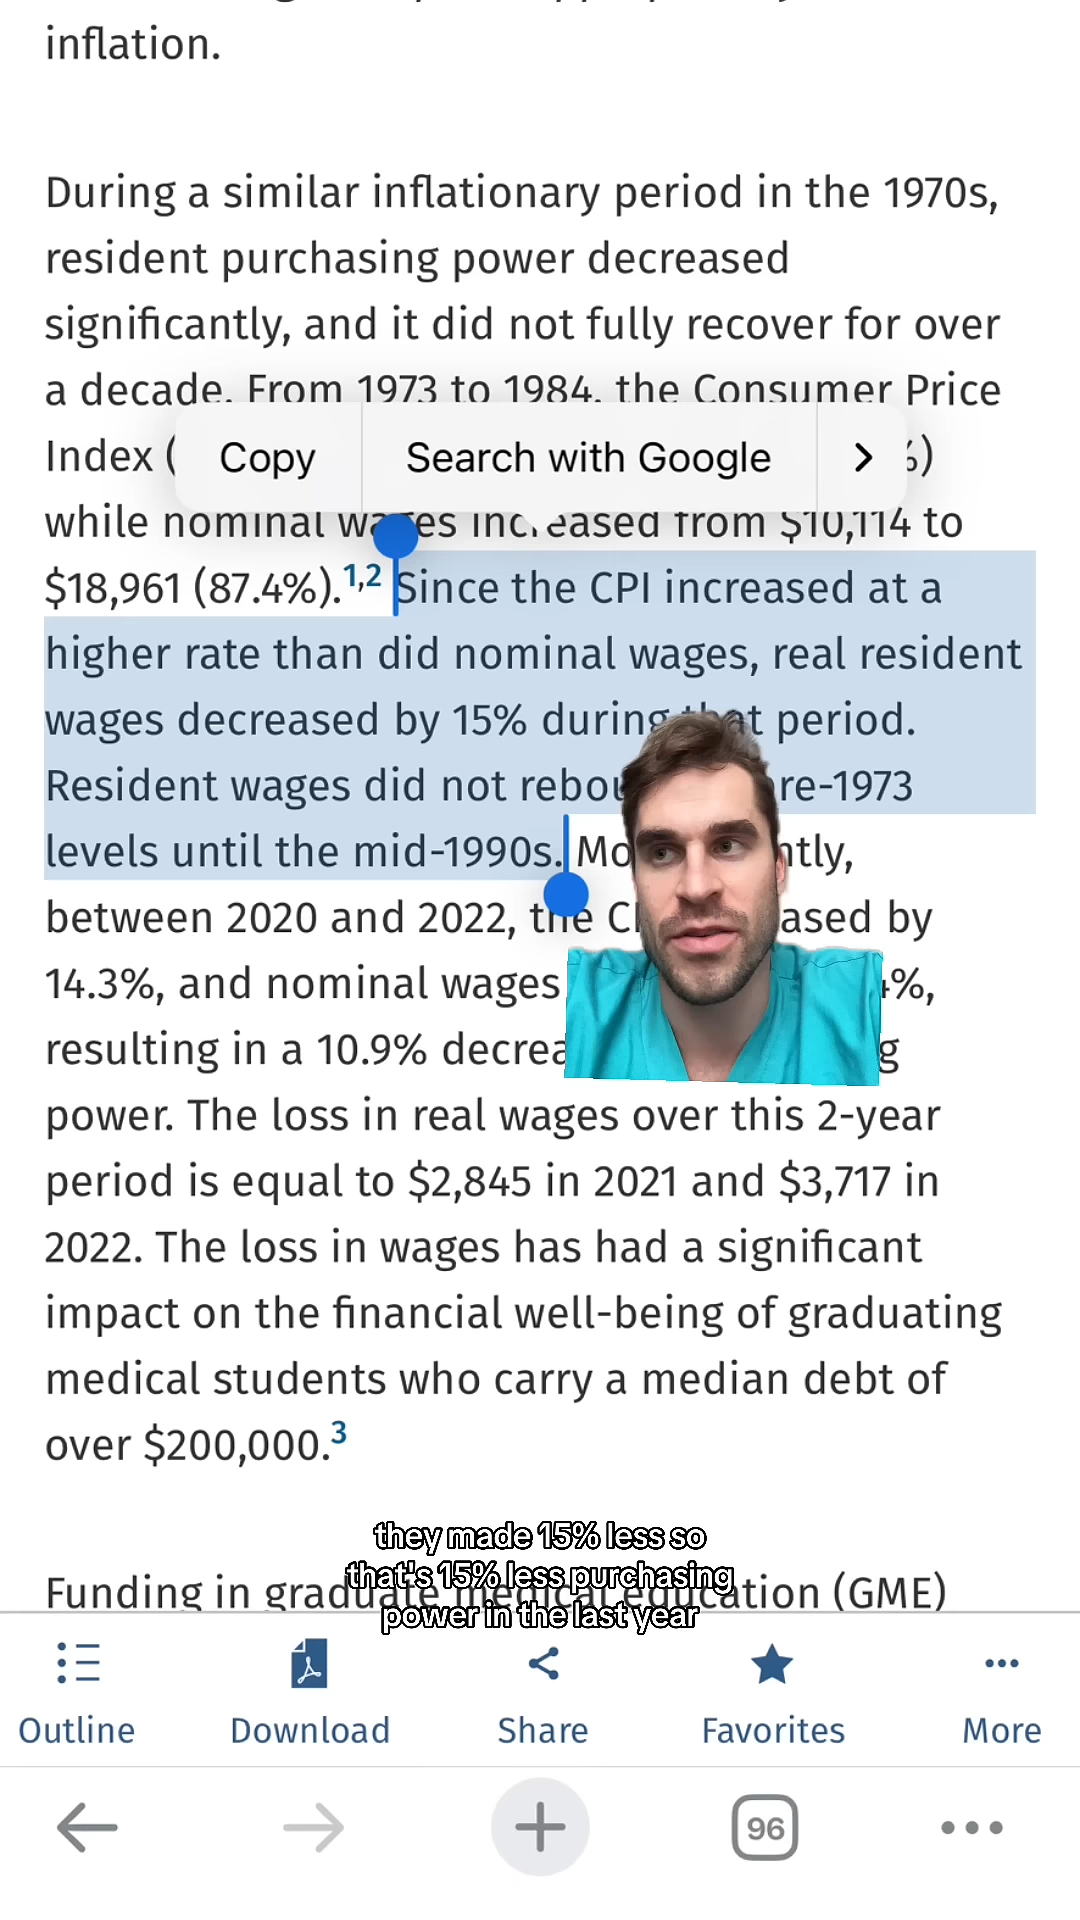 inflation.
During a similar inflationary period in the 1970s,
resident purchasing power decreased
significantly, and it did not fully recover for over
a decade. From 1973 to 1984, the Consumer Price
Index (
Copy
Search with Google
%)
while nominal wages increased from $10,114 to
$18,961 (87.4%).1,2 Since the CPI increased at a
higher rate than did nominal wages, real resident
wages decreased by 15% during that period.
Resident wages did not re-1973
levels until the mid-1990s.
between 2020 and 2022, the
14.3%, and nominal wages %,
resulting in a 10.9%
power. The loss in real wages over this 2-year
period is equal to $2,845 in 2021 and $3,717 in
2022. The loss in wages has had a significant
impact on the financial well-being of graduating
medical students who carry a median debt of
over $200,000.3
they made 15% less so
that's 15% less purchasing
power in the last year
Funding in graduate medical education (GME)
Outline
Download
Share
Favorites
More
96